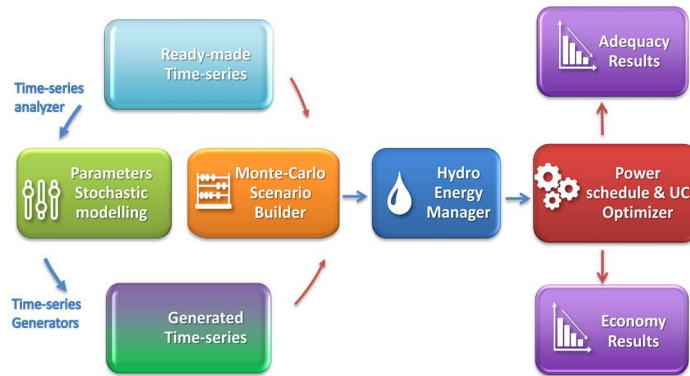 Ready-made
Time-series
Adequacy
Results
Time-series
analyzer
Parameters
Stochastic
modelling
Monte-Carlo
Scenario
Builder
Hydro
Energy
Manager
Power
schedule & UC
Optimizer
Time-series
Generators
Generated
Time-series
Economy
Results